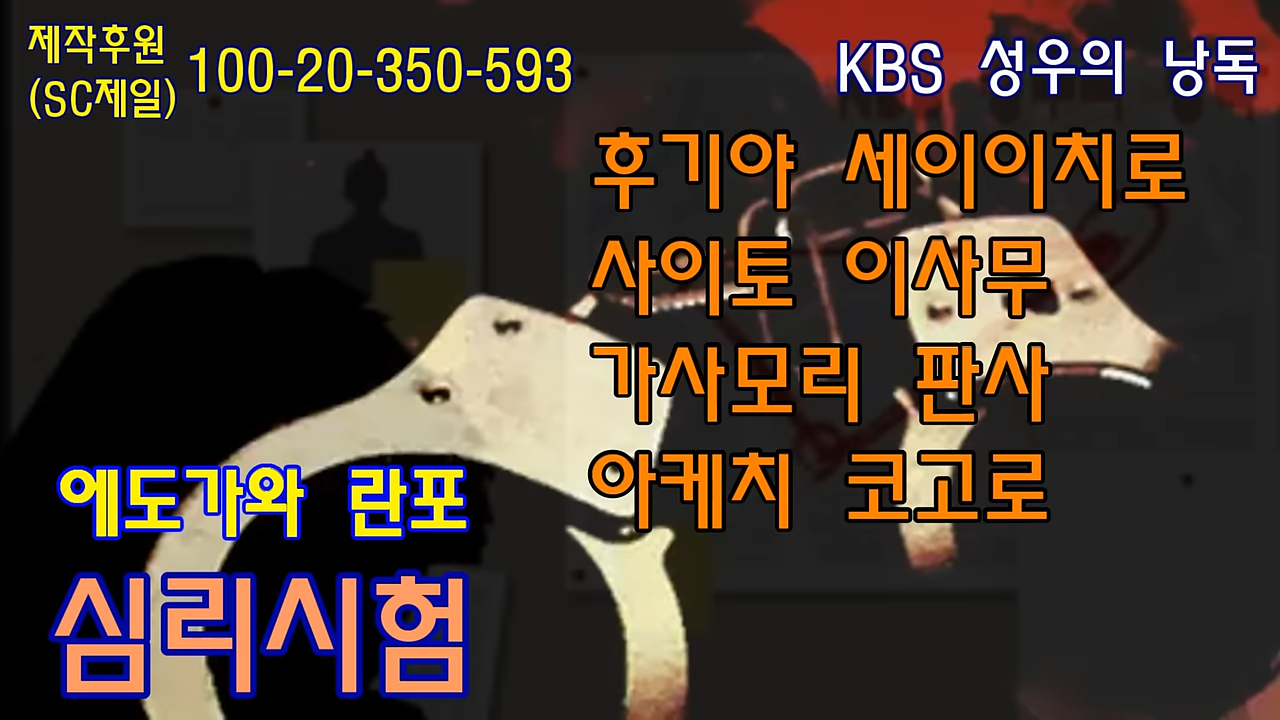 제작후원
(SC제일)
100-20-350-593
KBS 성우의 낭독
후기야 세이이치로
사이토 이사무
가사모리 판사
아케치 코고로
에도가와 란포
심리시험